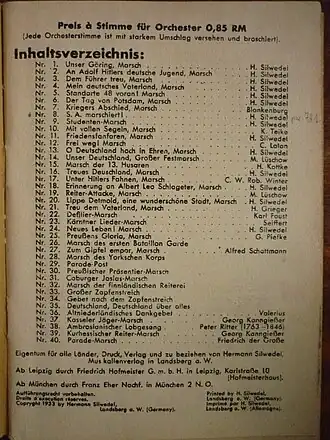 Preis à Stimme für Orchester 0,85 RM
(Jede Orchesterstimme ist mit starkem Umschlag versehen und broschiert).
Inhaltsverzeichnis:
Nr. 1. Unser Göring, Marsch H. Silwedel
Nr. 2. An Adolf Hitlers deutsche Jugend, Marsch H. Silwedel
Nr. 3. Dem Führer treu, Marsch H. Silwedel
Nr. 4. Mein deutsches Vaterland, Marsch H. Silwedel
Nr. 5. Standarte 48 voran! Marsch H. Silwedel
Nr. 6. Der Tag von Potsdam, Marsch H. Silwedel
Nr. 7. Kriegers Abschied, Marsch Blankenburg
Nr. 8. S. A. marschiert! H. Silwedel
Nr. 9. Studenten-Marsch H. Silwedel
Nr. 10. Mit vollen Segeln, Marsch K. Teike
Nr. 11. Friedensfanfaren, Marsch H. Silwedel
Nr. 12. Frei weg! Marsch C. Latan
Nr. 13. O Deutschland hoch in Ehren, Marsch H. Silwedel
Nr. 14. Unser Deutschland, Großer Festmarsch M. Lüschow
Nr. 15. Marsch der 13. Husaren H. Kottke
Nr. 16. Treues Deuschland, Marsch H. Silwedel
Nr. 17. Unter Hitlers Fahnen, Marsch C. W. Rob. Winter
Nr. 18. Erinnerung an Albert Leo Schlageter, Marsch H. Silwedel
Nr. 19. Reiter-Attacke, Marsch M. Lüschow
Nr. 20. Lippe Detmold, eine wunderschöne Stadt, Marsch H. Silwedel
Nr. 21. Treu dem Vaterland, Marsch H. Grieger
Nr. 22. Defilier-Marsch Karl Faust
Nr. 23. Kärntner Lieder-Marsch Seifert
Nr. 24. Neues Leben! Marsch H. Silwedel
Nr. 25. Preußens Gloria, Marsch G. Piefke
Nr. 26. Marsch des ersten Bataillon Garde
Nr. 27. Zum Gipfel empor, Marsch Alfred Schattmann
Nr. 28. Marsch des Yorkschen Korps
Nr. 29. Parade-Post
Nr. 30. Preußischer Präsentier-Marsch
Nr. 31. Coburger Josias-Marsch
Nr. 32. Marsch der finnländischen Reiterei
Nr. 33. Großer Zapfenstreich
Nr. 34. Gebet nach dem Zapfenstreich
Nr. 35. Deutschland, Deutschland über alles
Nr. 36. Altniederländisches Dankgebet Valerius
Nr. 37. Kasseler Jäger-Marsch Georg Kanngießer
Nr. 38. Ambrosianischer Lobgesang Peter Ritter (1763–1846)
Nr. 39. Kurhessischer Reiter-Marsch Georg Kanngießer
Nr. 40. Parade-Marsch Friedrich der Große
Eigentum für alle Länder, Druck, Verlag und zu beziehen von Hermann Silwedel,
Musikalienverlag in Landsberg a. W.
Ab Leipzig durch Friedrich Hofmeister G. m. b. H. in Leipzig, Karlstraße 10
(Hofmeisterhaus).
Ab München durch Franz Eher Nachf. in München 2 N. O.
Aufführungsrecht vorbehalten.
Droits d'exécution réservés.
Copyright 1933 by Hermann Silwedel,
Landsberg a. W. (Germany).
Printed by H. Silwedel,
Landsberg a. W. (Germany).
Imprimé par H. Silwedel,
Landsberg a. W. (Allemagne).